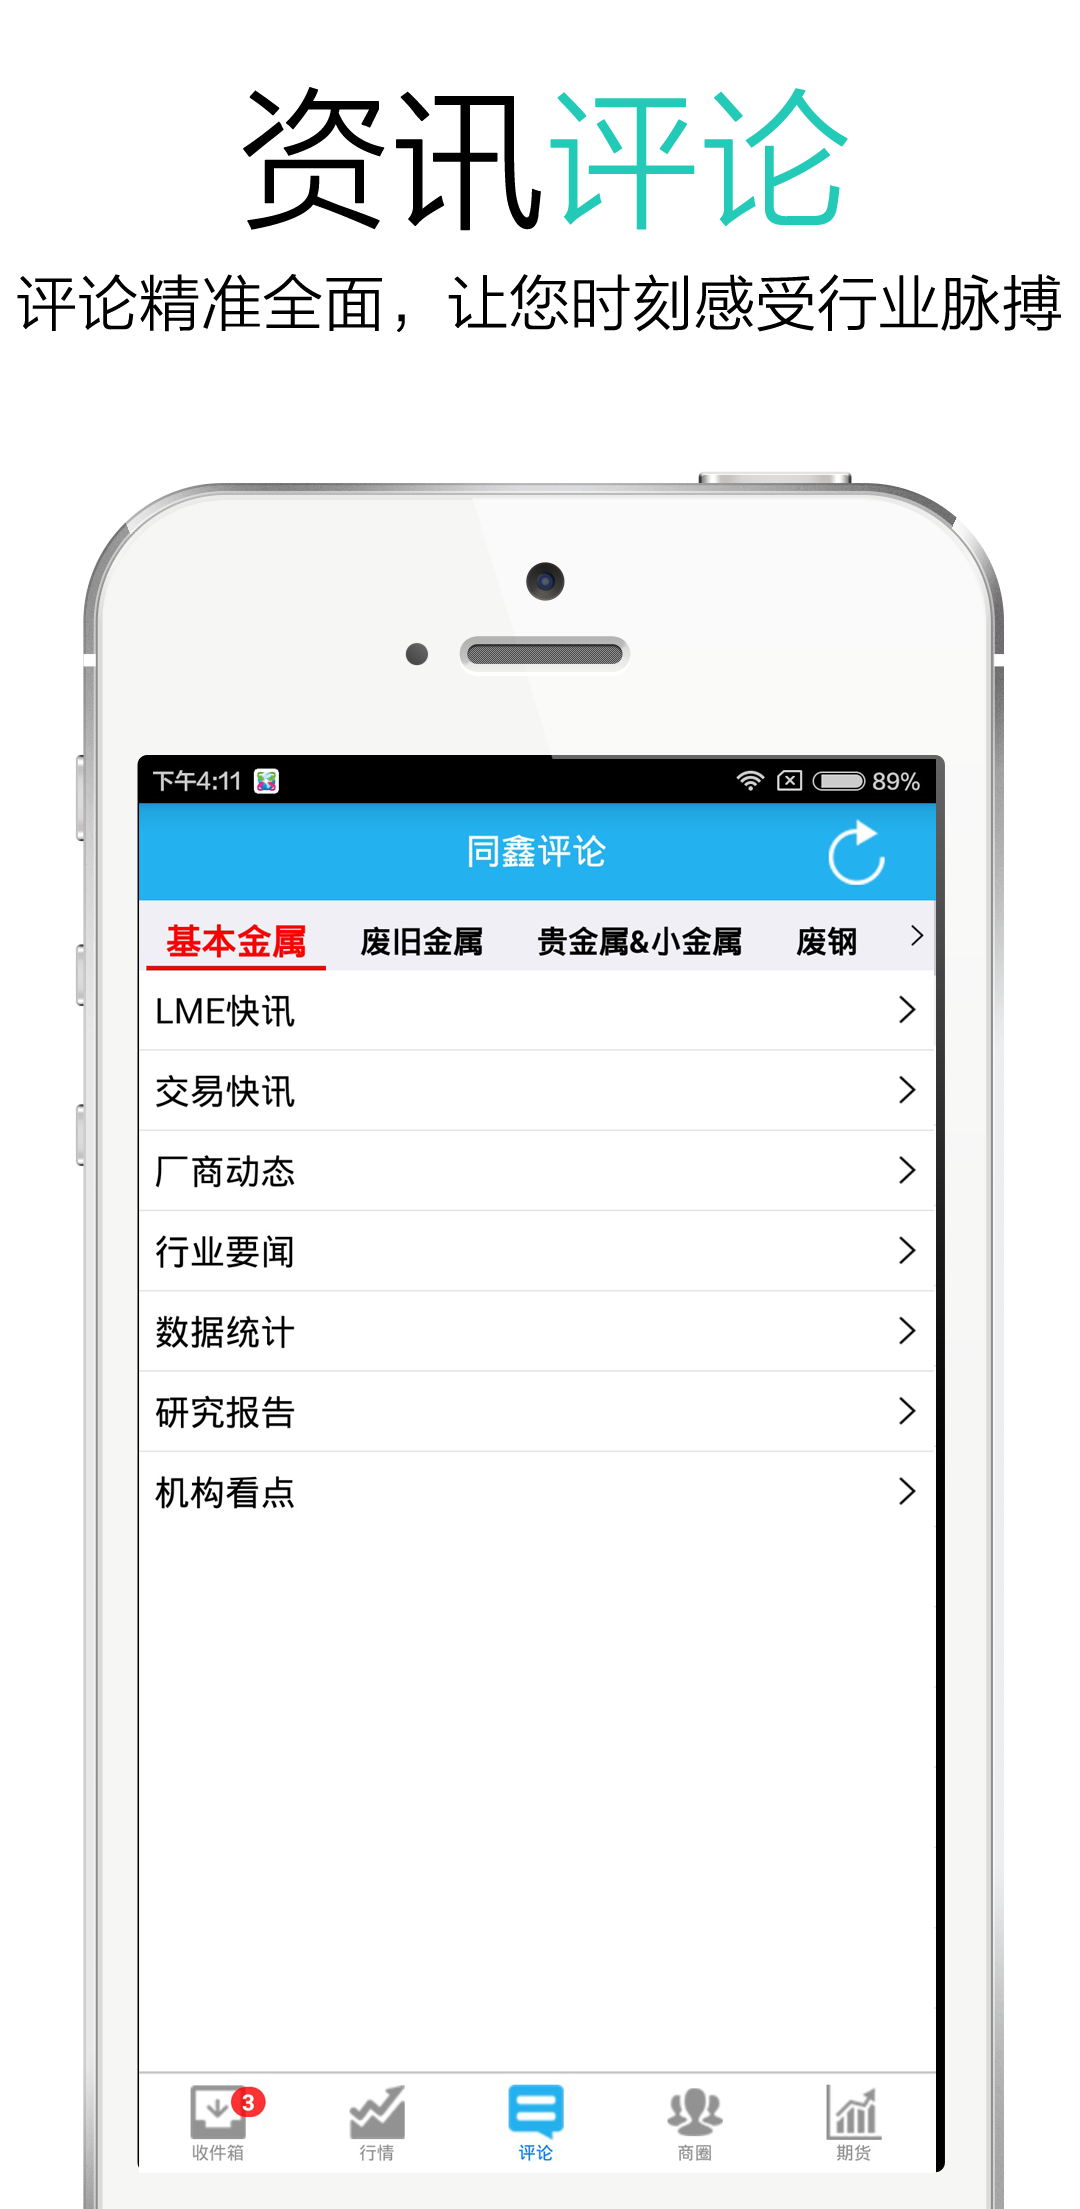 资讯评论
评论精准全面，让您时刻感受行业脉搏
下午4:11 89%
同鑫评论
基本金属 废旧金属 贵金属&小金属 废钢
LME快讯
交易快讯
厂商动态
行业要闻
数据统计
研究报告
机构看点
3
收件箱 行情 评论 商圈 期货